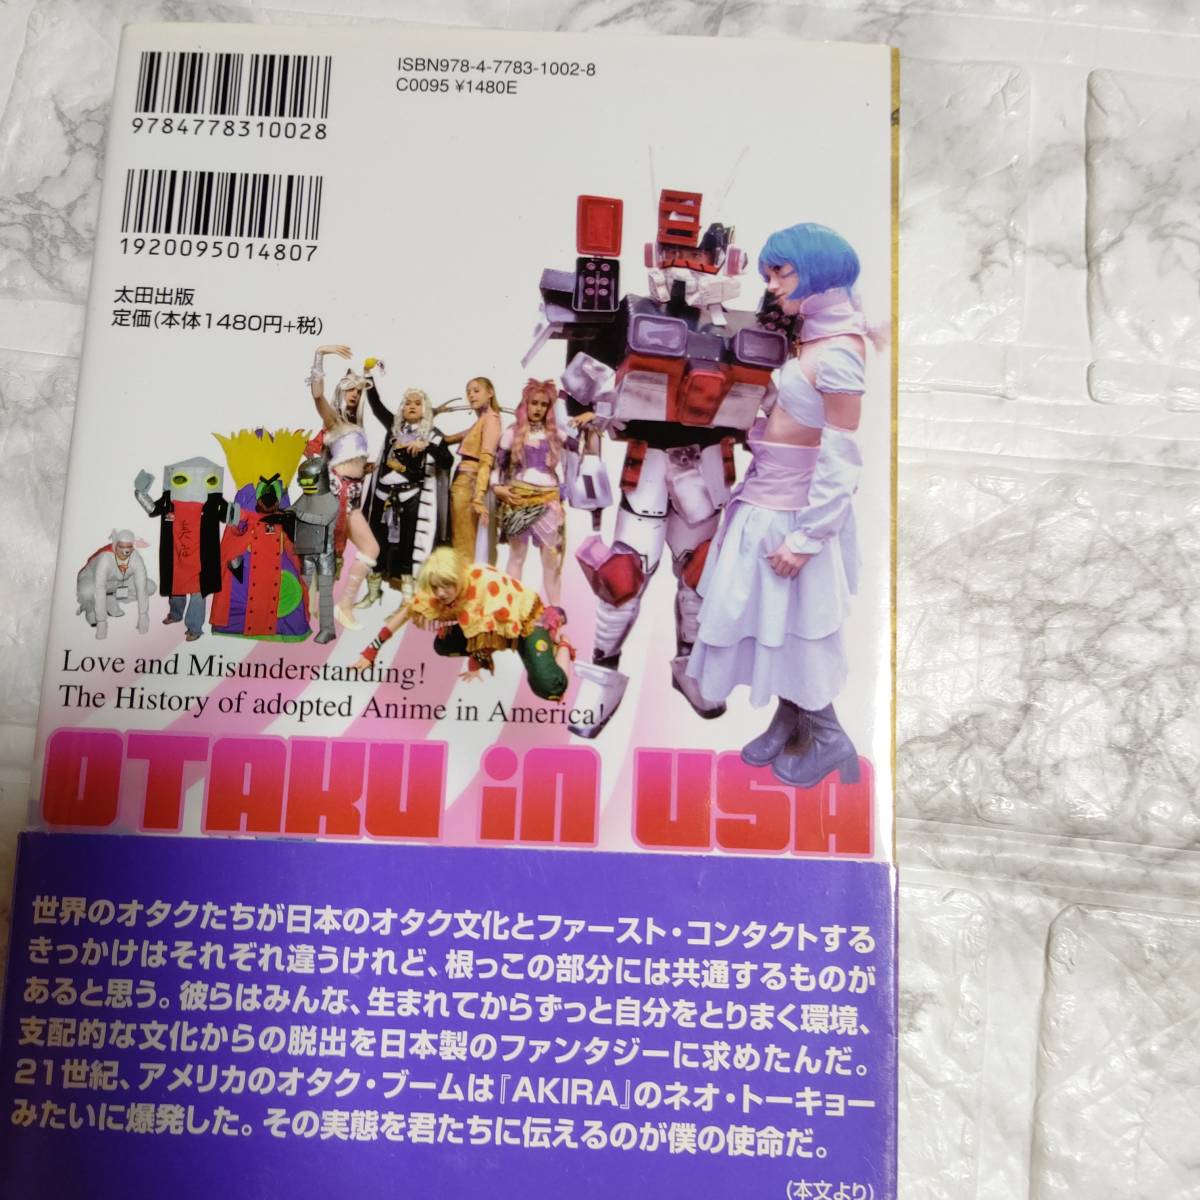 ISBN978-4-7783-1002-8
C0095 ¥1480E
9784778310028
1920095014807
太田出版
定価(本体1480円+税)
Love and Misunderstanding!
The History of adopted Anime in America!
OTAKU in USA
世界のオタクたちが日本のオタク文化とファースト・コンタクトする
きっかけはそれぞれ違うけれど、根っこの部分には共通するものが
あると思う。彼らはみんな、生まれてからずっと自分をとりまく環境、
支配的な文化からの脱出を日本製のファンタジーに求めたんだ。
21世紀、アメリカのオタク・ブームは『AKIRA』のネオ・トーキョー
みたいに爆発した。その実態を君たちに伝えるのが僕の使命だ。
(本文より)